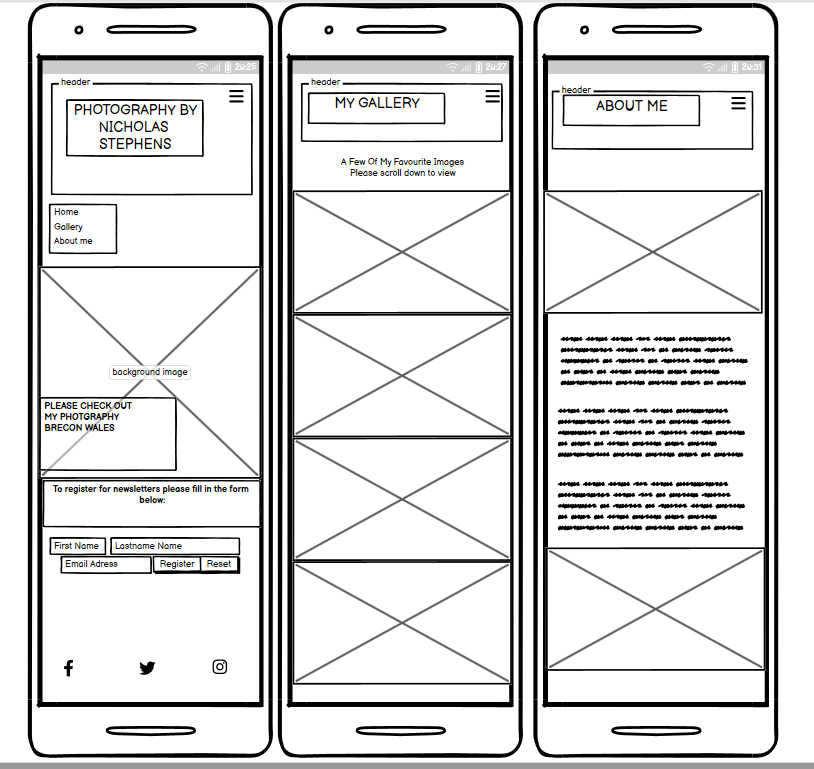 20:25
header
PHOTOGRAPHY BY
NICHOLAS
STEPHENS
Home
Gallery
About me
background image
PLEASE CHECK OUT
MY PHOTGRAPHY
BRECON WALES
To register for newsletters please fill in the form
below:
First Name
Lastname Name
Email Adress
Register
Reset
20:27
header
MY GALLERY
A Few Of My Favourite Images
Please scroll down to view
20:31
header
ABOUT ME